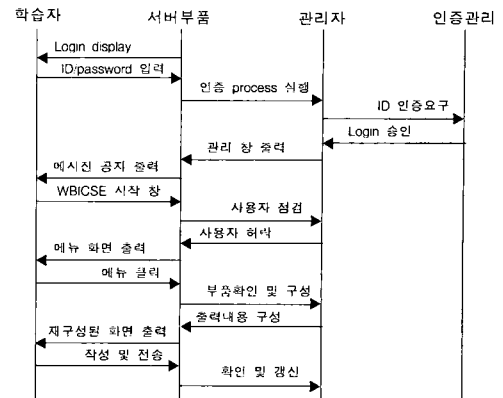 학습자 서버부품 관리자 인증관리
Login display
ID/password 입력
인증 process 실행
ID 인증요구
Login 승인
관리 창 출력
메시진 공지 출력
WBICSE 시작 창
사용자 점검
사용자 허락
메뉴 화면 출력
메뉴 클릭
부품확인 및 구성
출력내용 구성
재구성된 화면 출력
작성 및 전송
확인 및 갱신